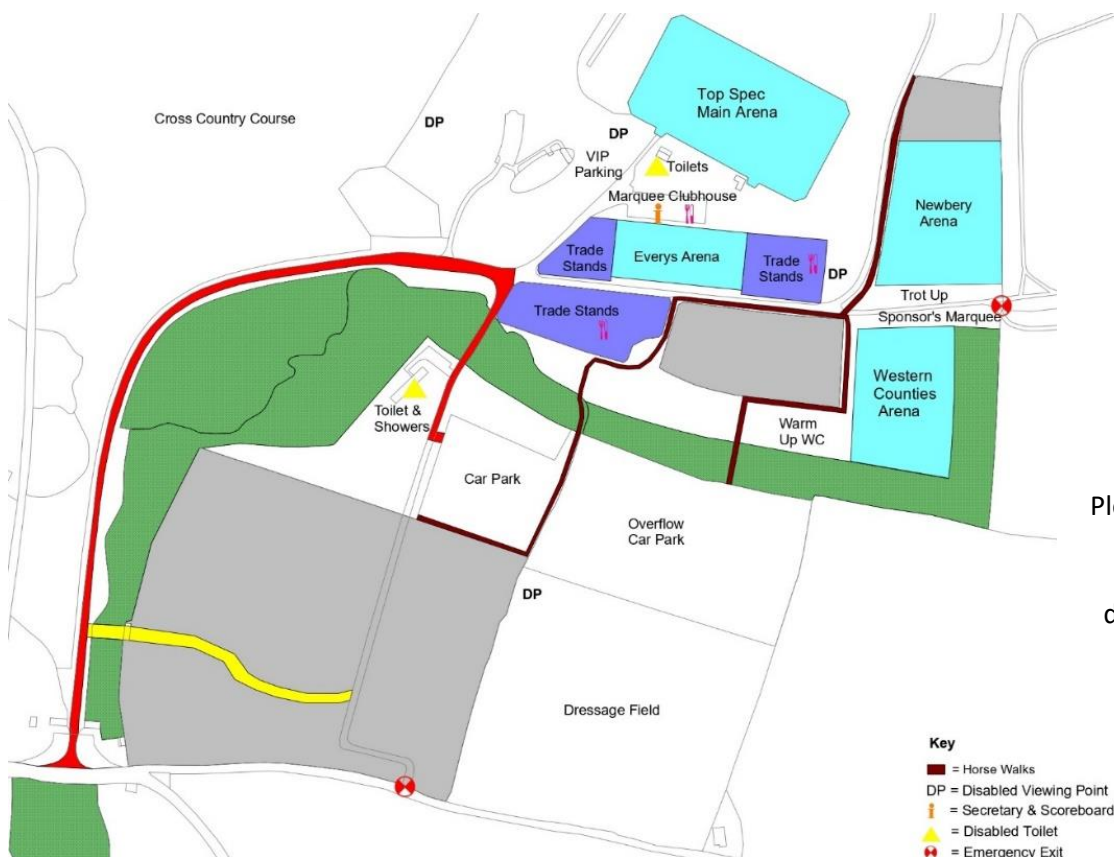 Top Spec
Main Arena
Cross Country Course
DP
DP
VIP
Parking
Toilets
Marquee Clubhouse
Newbery
Arena
Trade
Stands
Everys Arena
Trade
Stands
DP
Trot Up
Trade Stands
Sponsor's Marquee
Western
Counties
Arena
Toilet &
Showers
Warm
Up WC
Car Park
Overflow
Car Park
DP
Dressage Field
Key
= Horse Walks
DP = Disabled Viewing Point
= Secretary & Scoreboard
= Disabled Toilet
= Emergency Exit